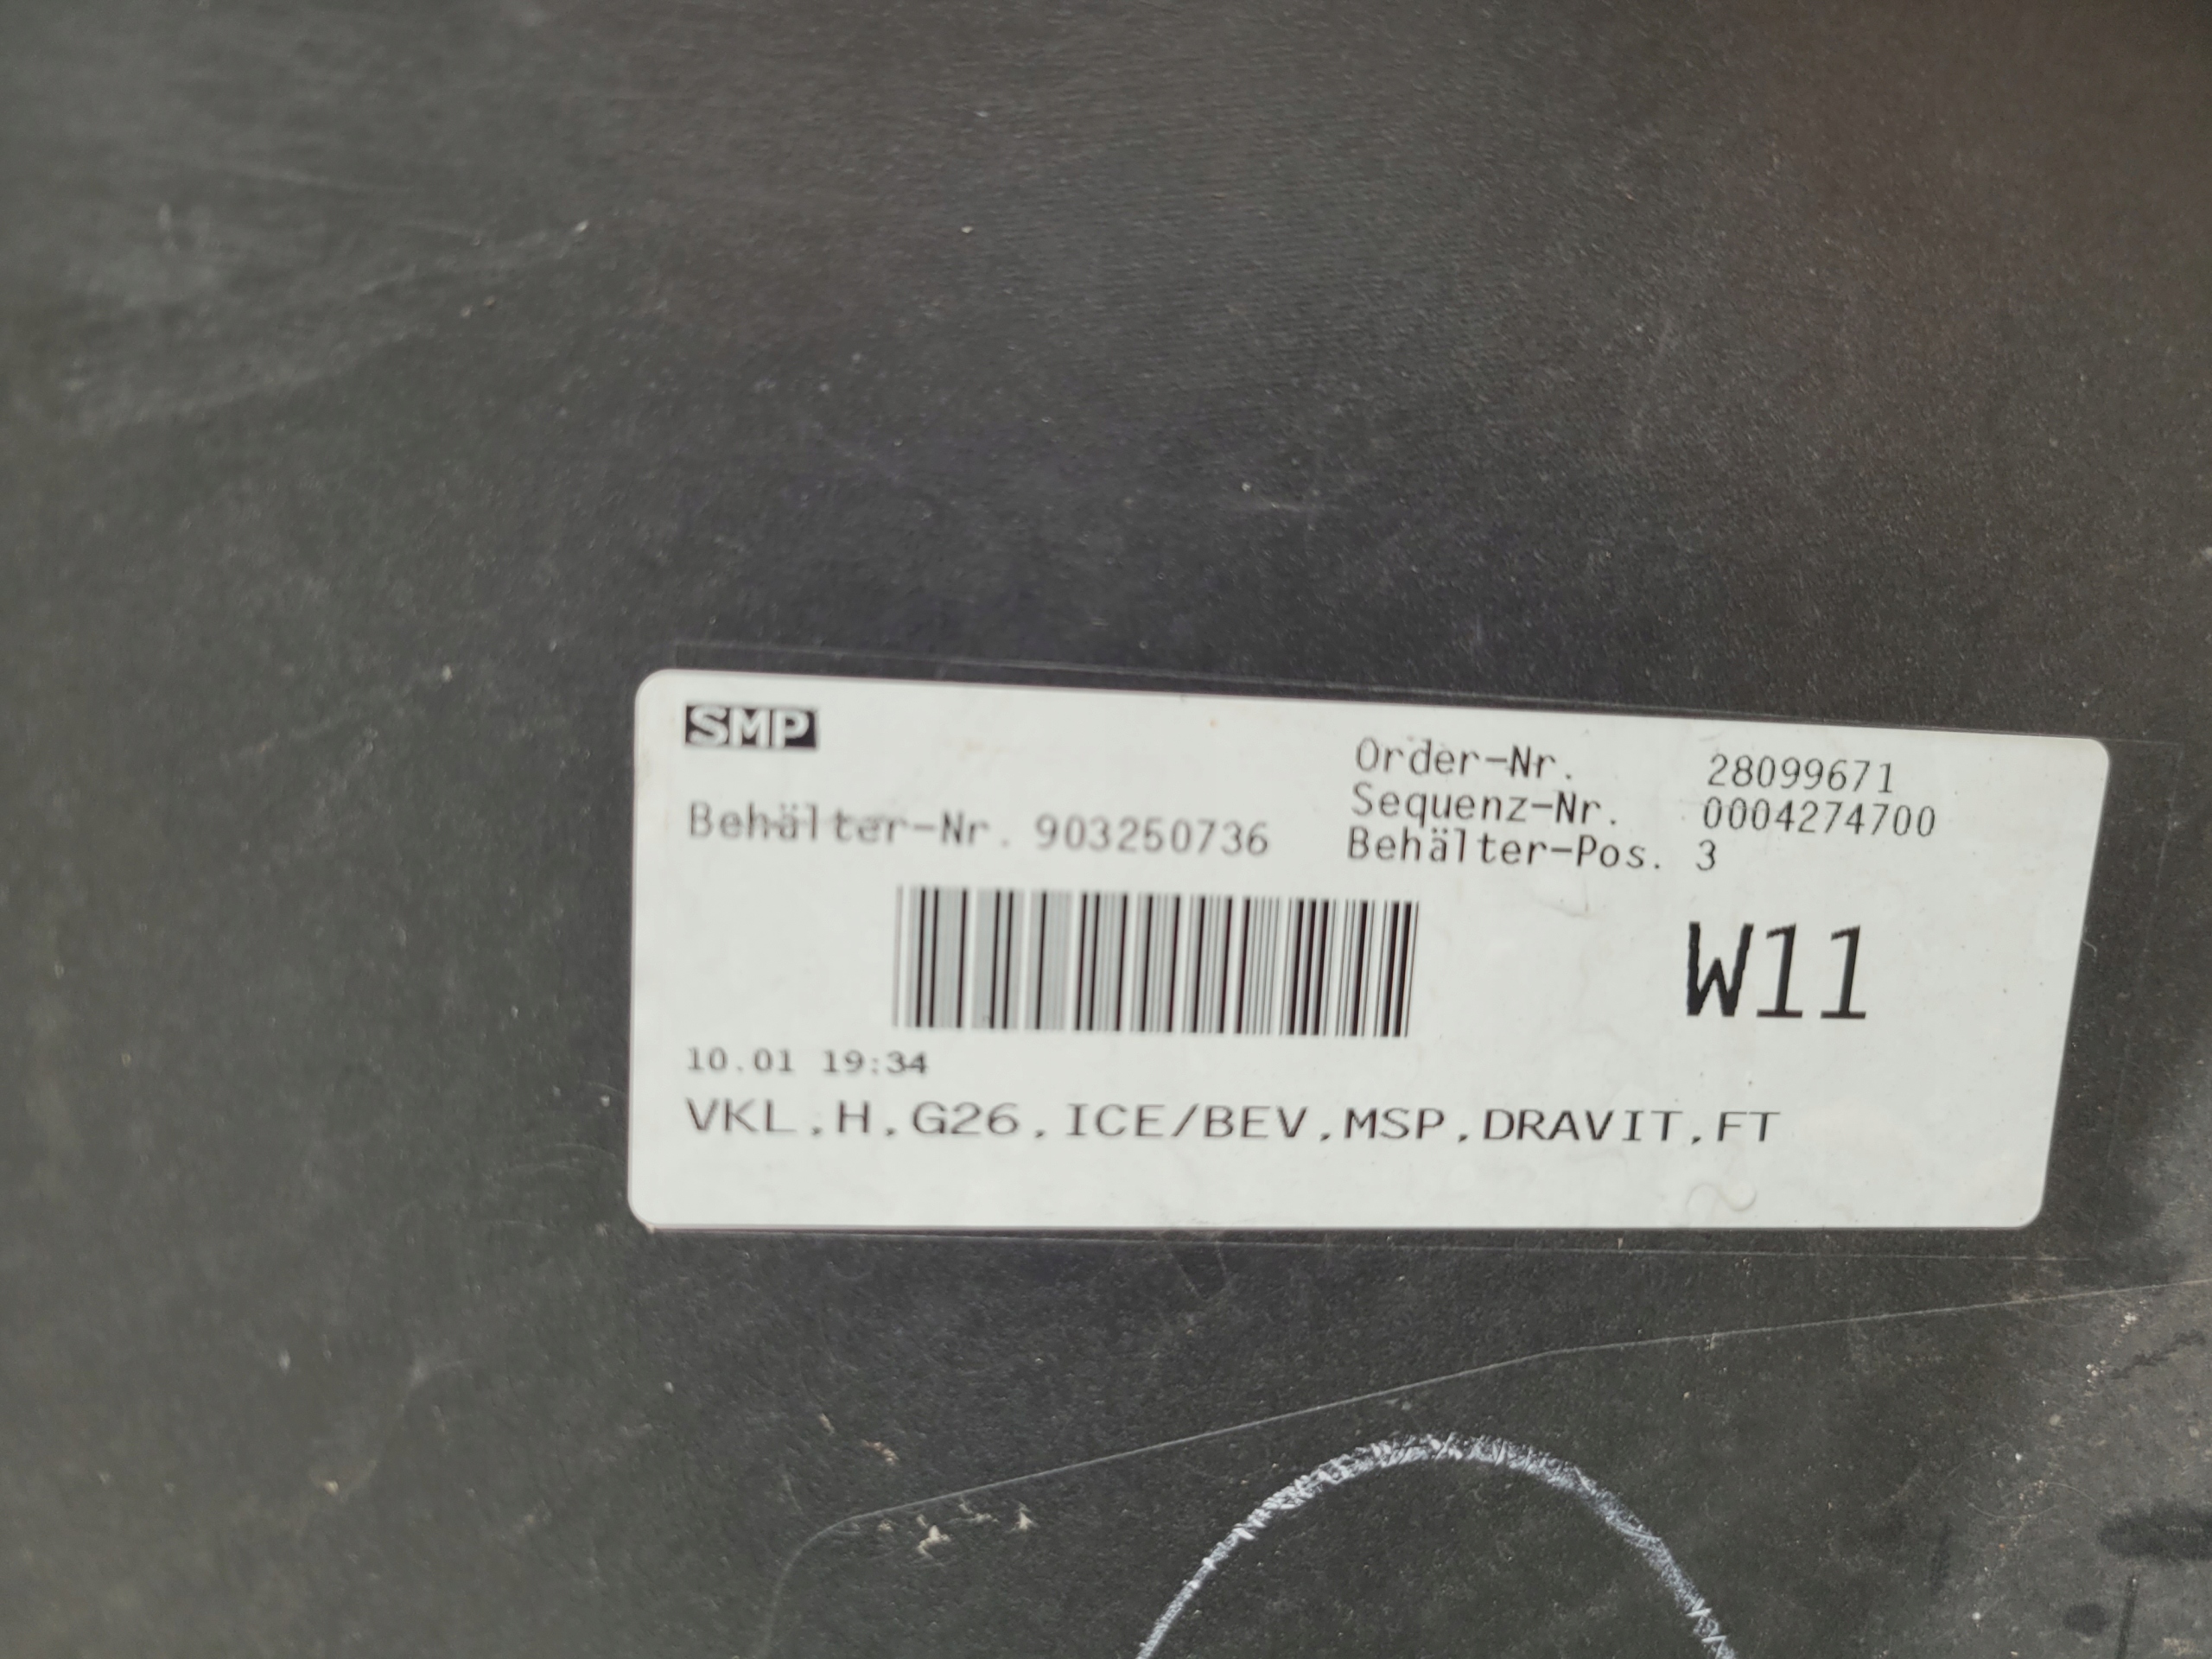 SMP
Order-Nr. 28099671
Sequenz-Nr. 0004274700
Behälter-Nr. 903250736
Behälter-Pos. 3
W11
10.01 19:34
VKL,H,G26,ICE/BEV,MSP,DRAVIT,FT